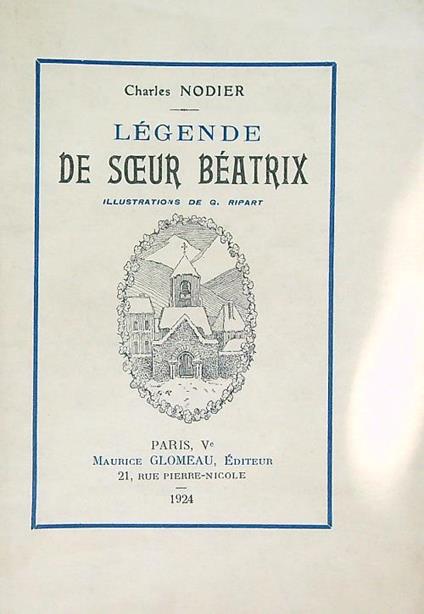 Charles NODIER
LÉGENDE
DE SŒUR BÉATRIX
ILLUSTRATIONS DE G. RIPART
PARIS, Ve
MAURICE GLOMEAU, ÉDITEUR
21, RUE PIERRE-NICOLE
1924